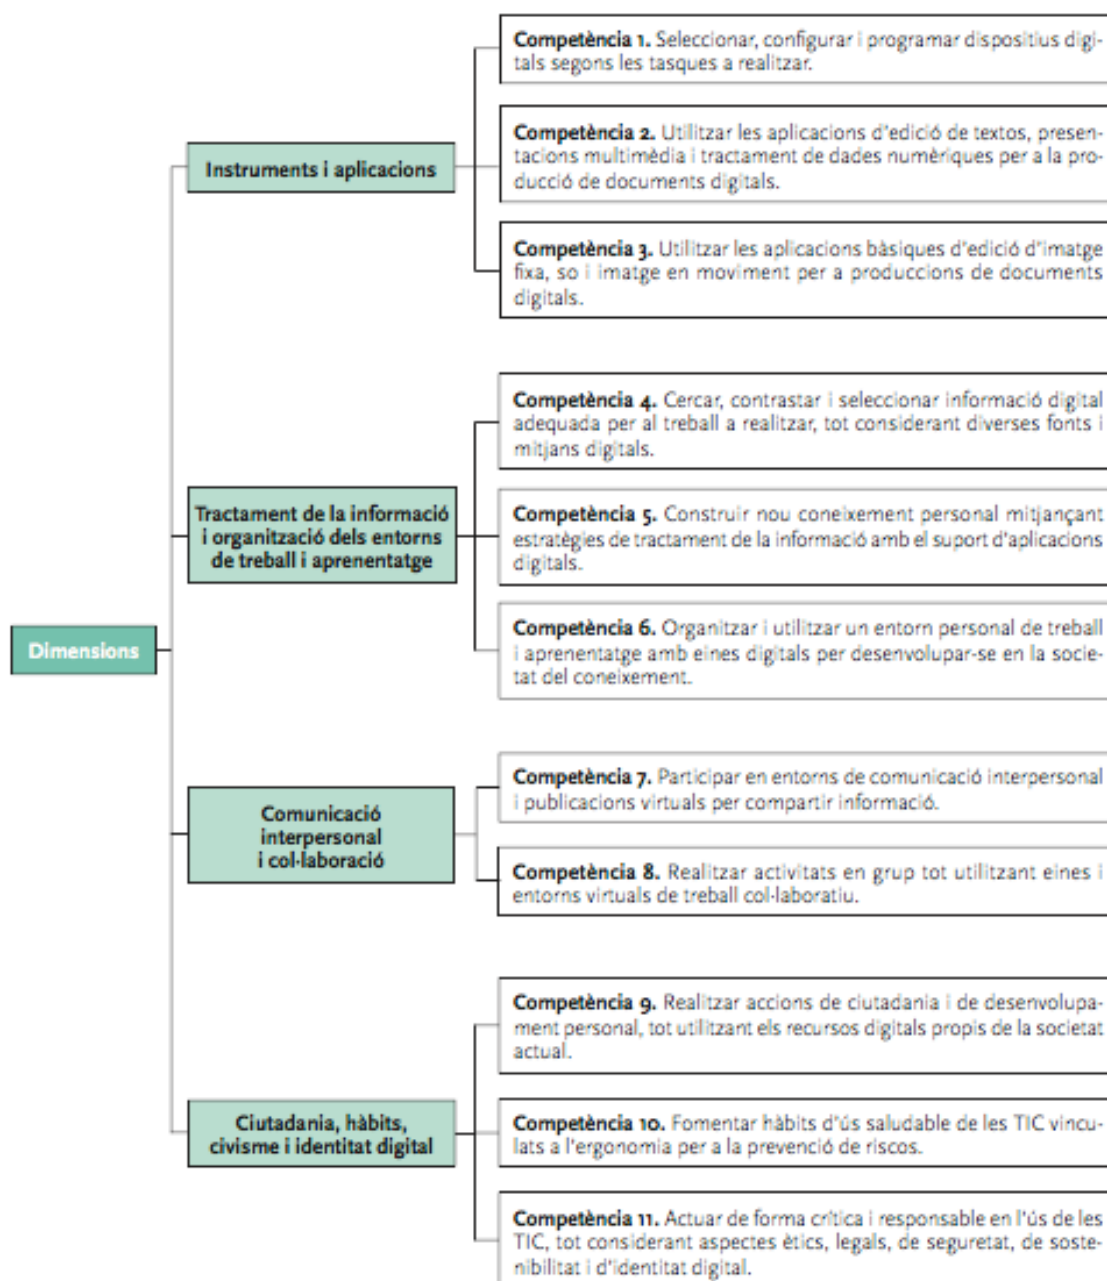 Competència 1. Seleccionar, configurar i programar dispositius digi-
tals segons les tasques a realitzar.
Instruments i aplicacions
Competència 2. Utilitzar les aplicacions d'edició de textos, presen-
tacions multimèdia i tractament de dades numèriques per a la pro-
ducció de documents digitals.
Competència 3. Utilitzar les aplicacions bàsiques d'edició d'imatge
fixa, so i imatge en moviment per a produccions de documents
digitals.
Competència 4. Cercar, contrastar i seleccionar informació digital
adequada per al treball a realitzar, tot considerant diverses fonts i
mitjans digitals.
Tractament de la informació
i organització dels entorns
de treball i aprenentatge
Competència 5. Construir nou coneixement personal mitjançant
estratègies de tractament de la informació amb el suport d'aplicacions
digitals.
Dimensions
Competència 6. Organitzar i utilitzar un entorn personal de treball
i aprenentatge amb eines digitals per desenvolupar-se en la socie-
tat del coneixement.
Competència 7. Participar en entorns de comunicació interpersonal
i publicacions virtuals per compartir informació.
Comunicació
interpersonal
i col·laboració
Competència 8. Realitzar activitats en grup tot utilitzant eines i
entorns virtuals de treball col·laboratiu.
Competència 9. Realitzar accions de ciutadania i de desenvolupa-
ment personal, tot utilitzant els recursos digitals propis de la societat
actual.
Ciutadania, hàbits,
civisme i identitat digital
Competència 10. Fomentar hàbits d'ús saludable de les TIC vincu-
lats a l'ergonomia per a la prevenció de riscos.
Competència 11. Actuar de forma crítica i responsable en l'ús de les
TIC, tot considerant aspectes ètics, legals, de seguretat, de soste-
nibilitat i d'identitat digital.